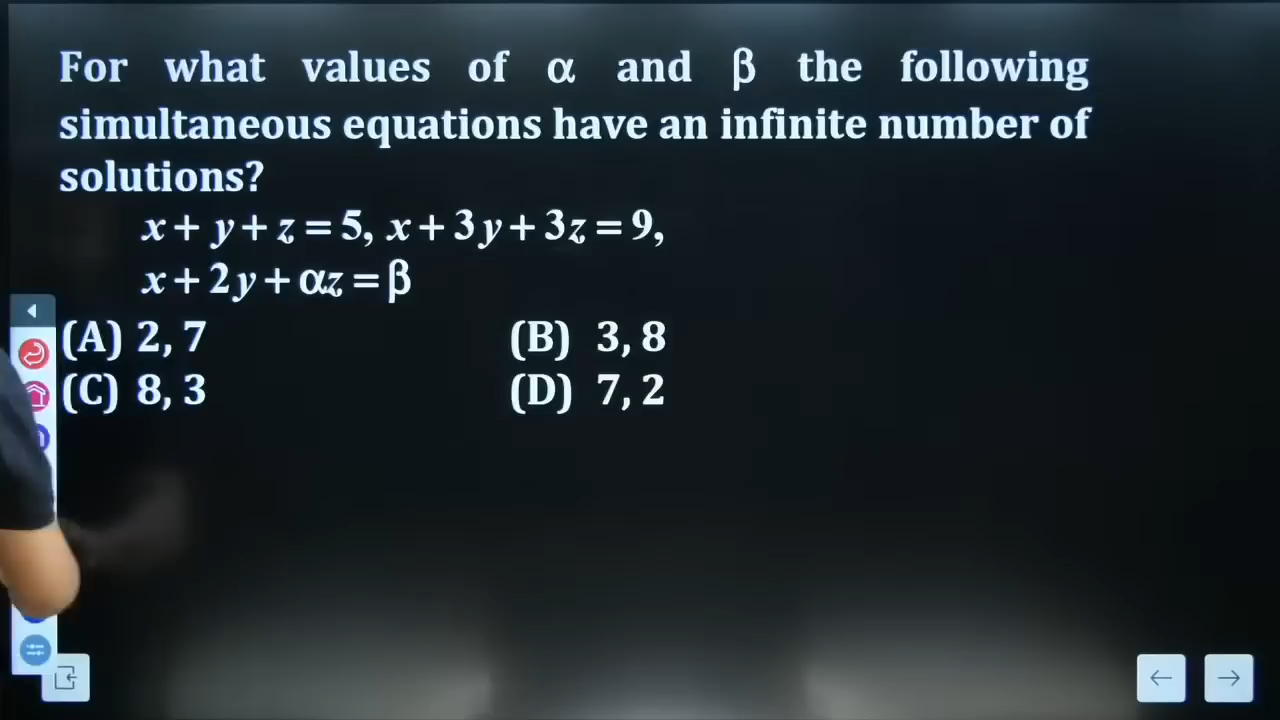 For what values of α and β the following
simultaneous equations have an infinite number of
solutions?
x + y + z = 5, x + 3y + 3z = 9,
x + 2y + αz = β
(A) 2, 7 (B) 3, 8
(C) 8, 3 (D) 7, 2